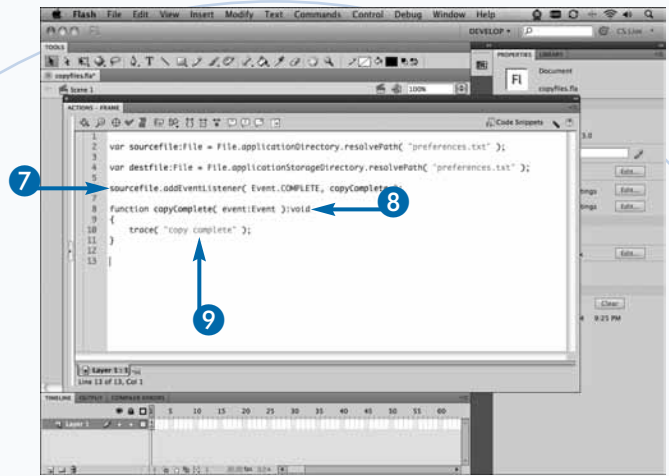 Flash File Edit View Insert Modify Text Commands Control Debug Window Help
DEVELOP
CS Live
TOOLS
copyfiles.fla*
Scene 1
100%
PROPERTIES LIBRARY
Fl
Document
copyfiles.fla
ACTIONS - FRAME
Code Snippets
1
2 var sourcefile:File = File.applicationDirectory.resolvePath( "preferences.txt" );
3
4 var destfile:File = File.applicationStorageDirectory.resolvePath( "preferences.txt" );
5
7
6 sourcefile.addEventListener( Event.COMPLETE, copyComplete
7
8 function copyComplete( event:Event ):void
8
9 {
10 trace( "copy complete" );
11 }
12
13
9
Edit...
Edit...
Edit...
Clear
9:25 PM
Layer 1:1
Line 13 of 13, Col 1
TIMELINE OUTPUT COMPILER ERRORS
5 10 15 20 25 30 35 40 45 50 55 60
Layer 1